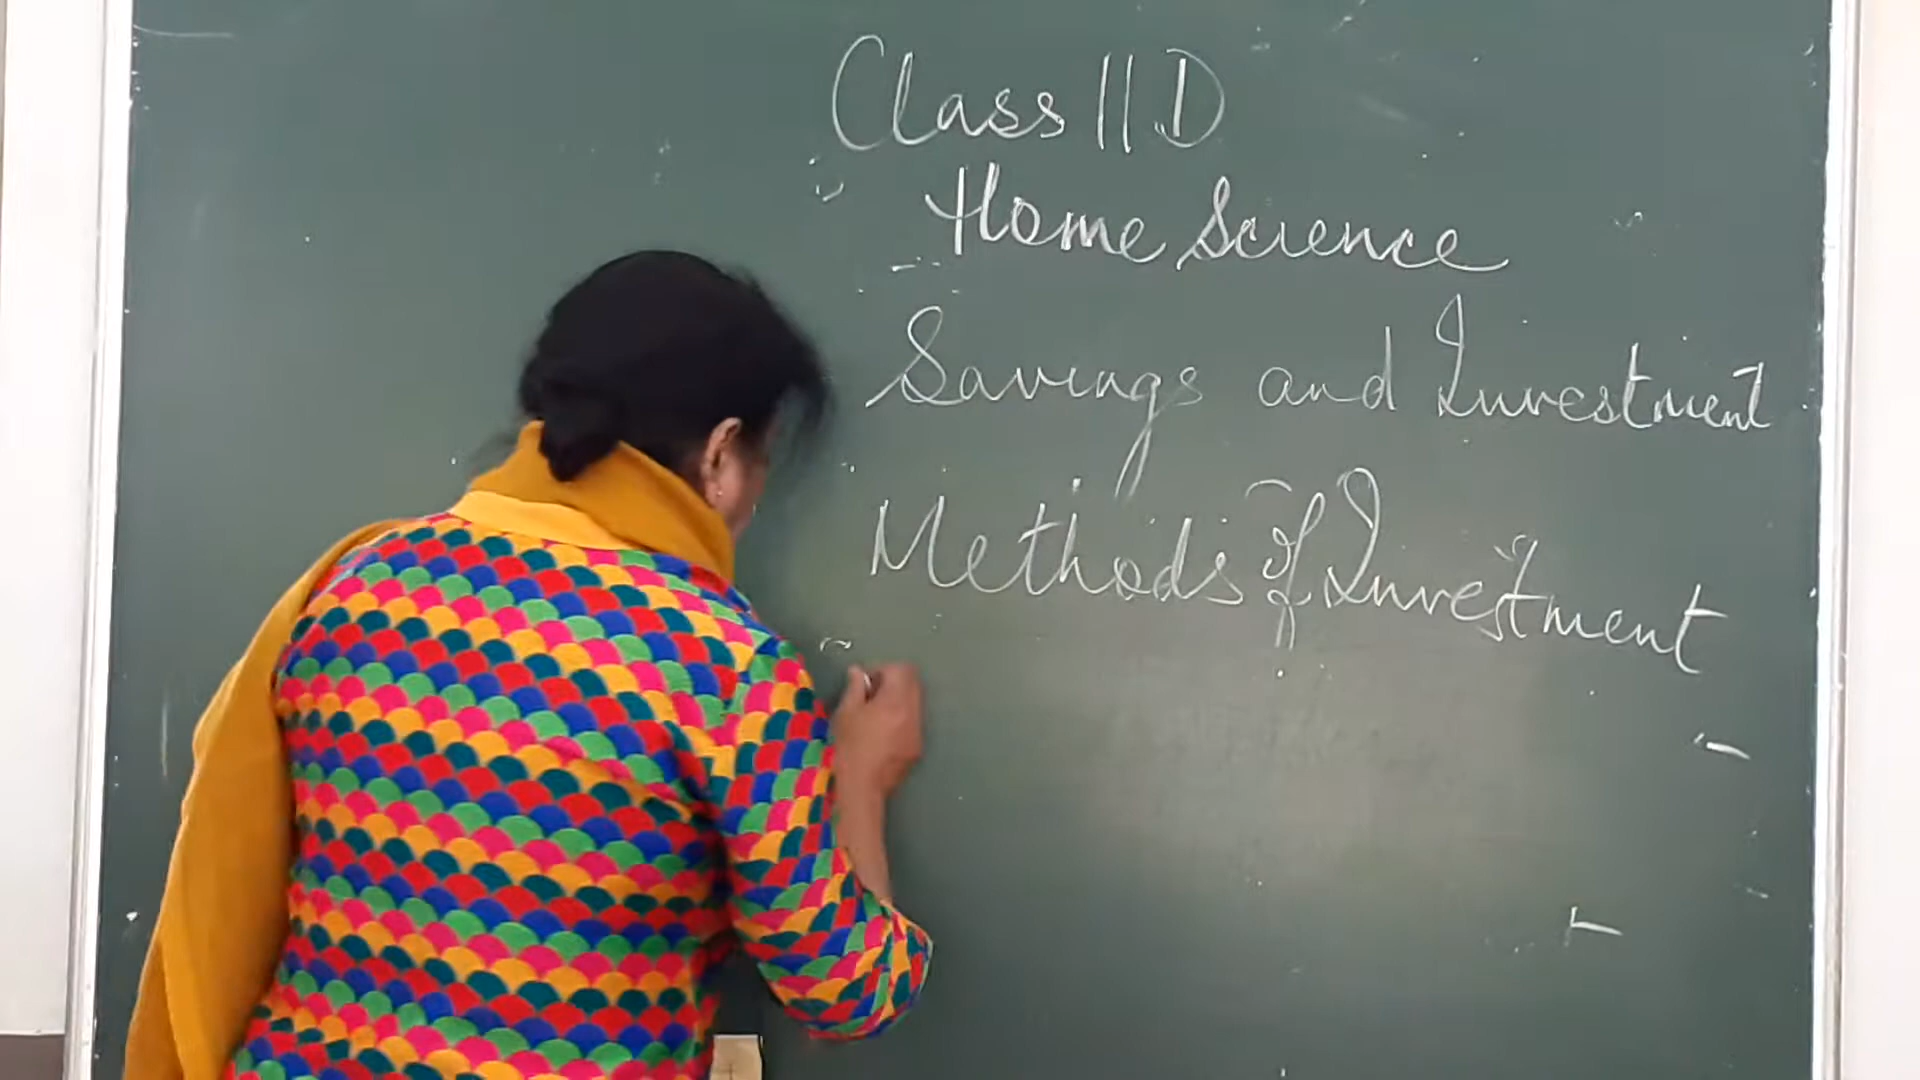 Class 11 D
Home Science
Savings and Investment
Methods of Investment